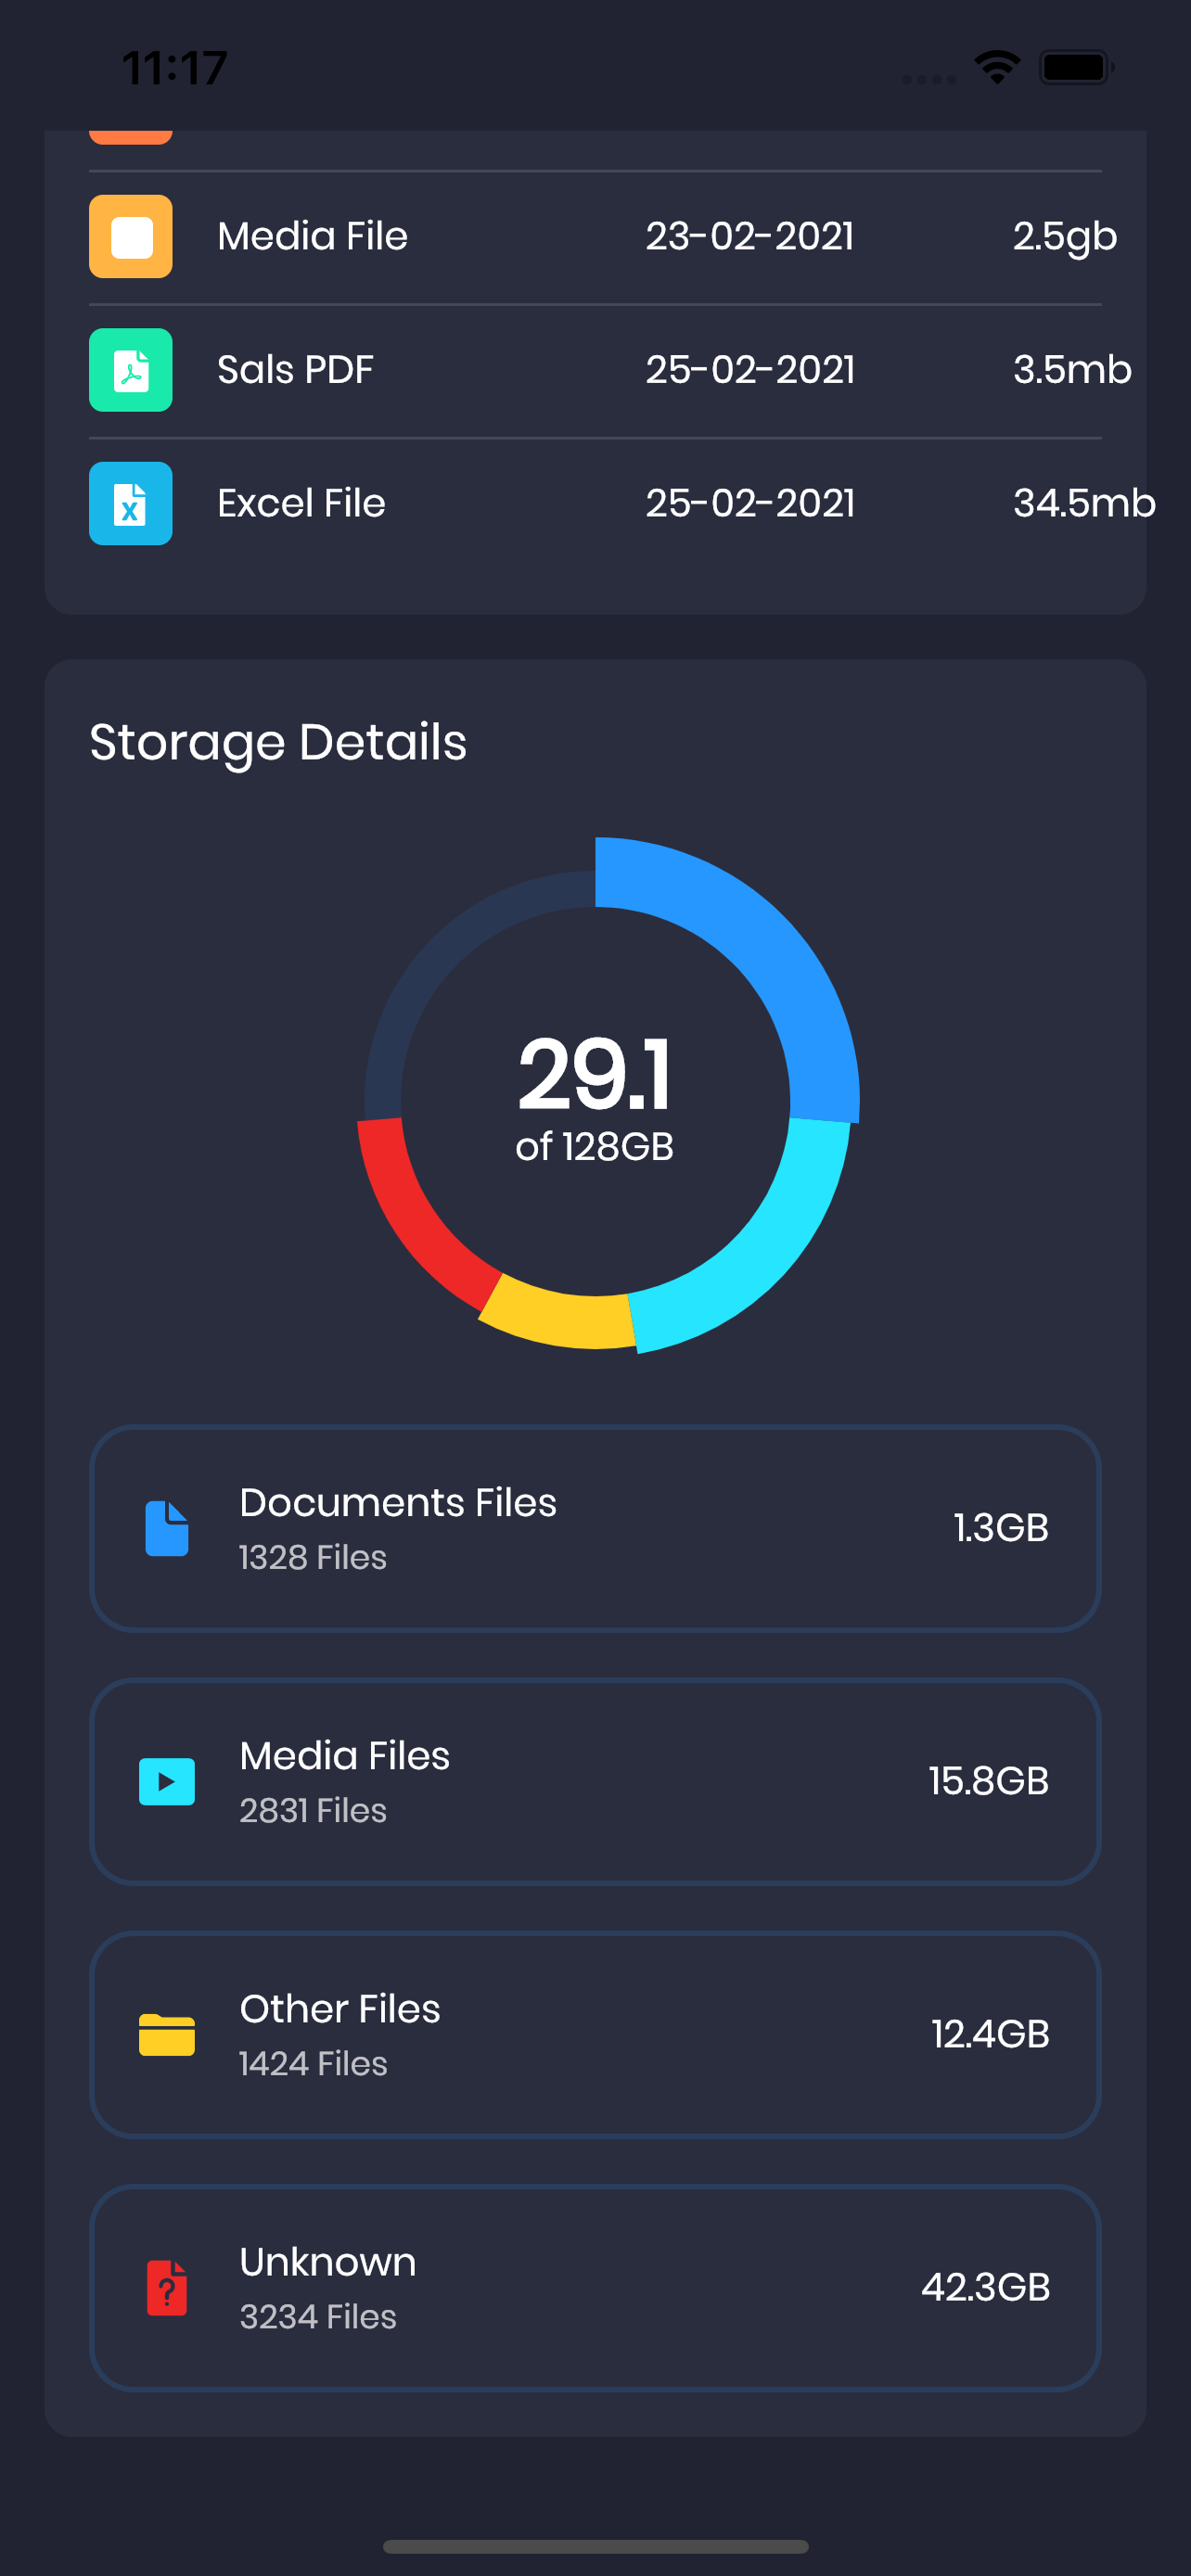 11:17
Media File 23-02-2021 2.5gb
Sals PDF 25-02-2021 3.5mb
Excel File 25-02-2021 34.5mb
Storage Details
29.1
of 128GB
Documents Files
1328 Files
1.3GB
Media Files
2831 Files
15.8GB
Other Files
1424 Files
12.4GB
Unknown
3234 Files
42.3GB